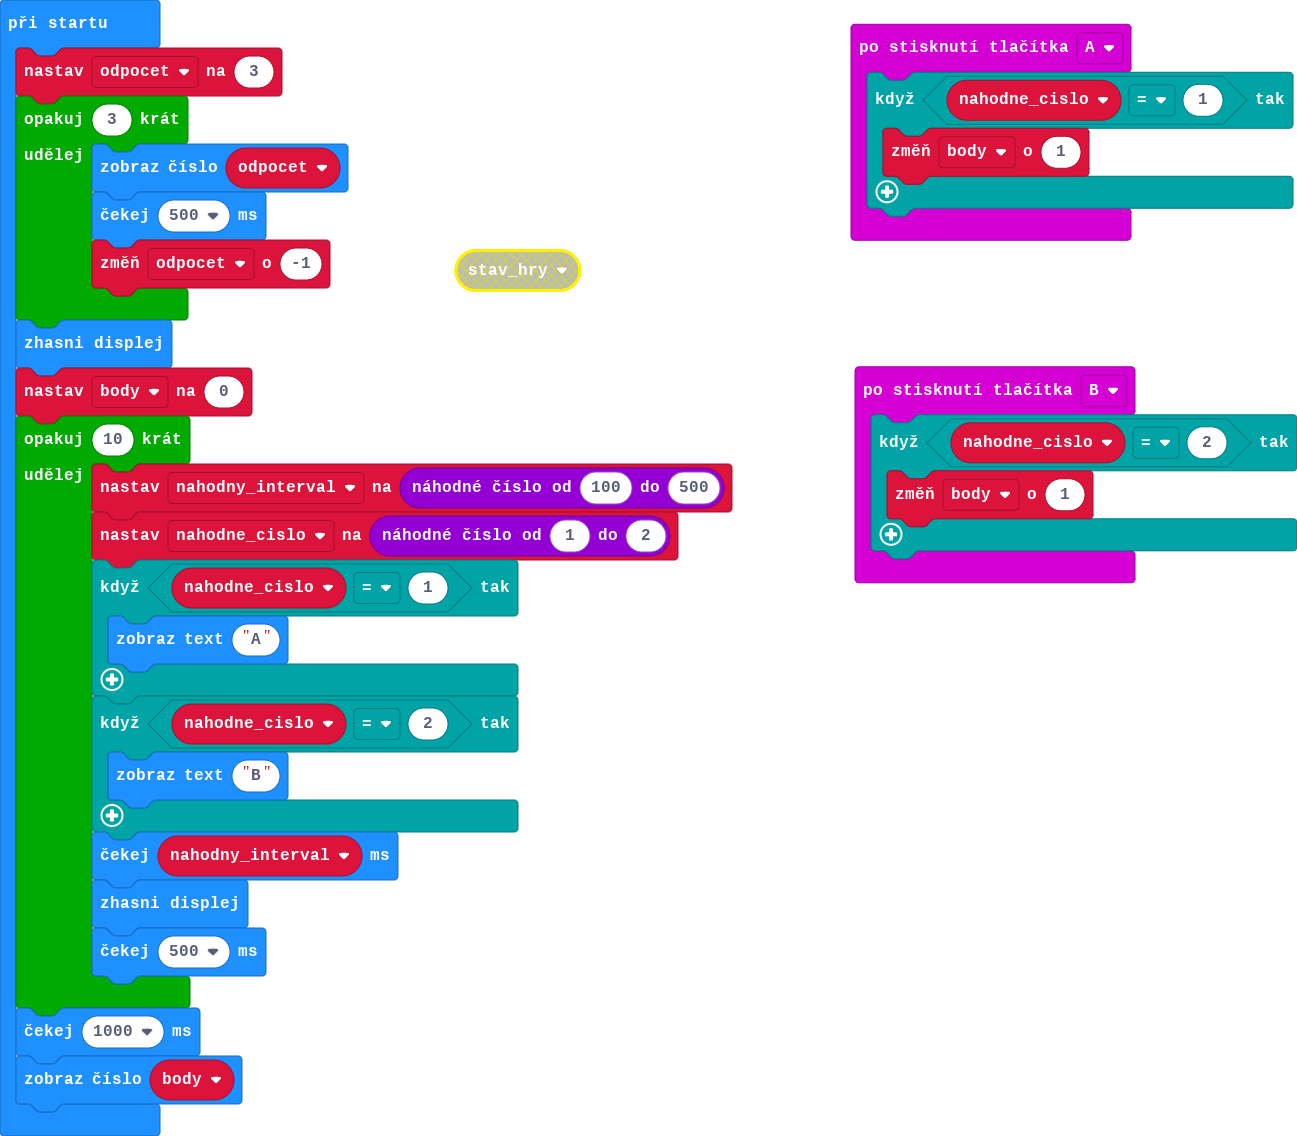 při startu
nastav odpocet na 3
opakuj 3 krát
udělej
zobraz číslo odpocet
čekej 500 ms
změň odpocet o -1
zhasni displej
nastav body na 0
opakuj 10 krát
udělej
nastav nahodny_interval na náhodné číslo od 100 do 500
nastav nahodne_cislo na náhodné číslo od 1 do 2
když nahodne_cislo = 1 tak
zobraz text "A"
když nahodne_cislo = 2 tak
zobraz text "B"
čekej nahodny_interval ms
zhasni displej
čekej 500 ms
čekej 1000 ms
zobraz číslo body
stav_hry
po stisknutí tlačítka A
když nahodne_cislo = 1 tak
změň body o 1
po stisknutí tlačítka B
když nahodne_cislo = 2 tak
změň body o 1